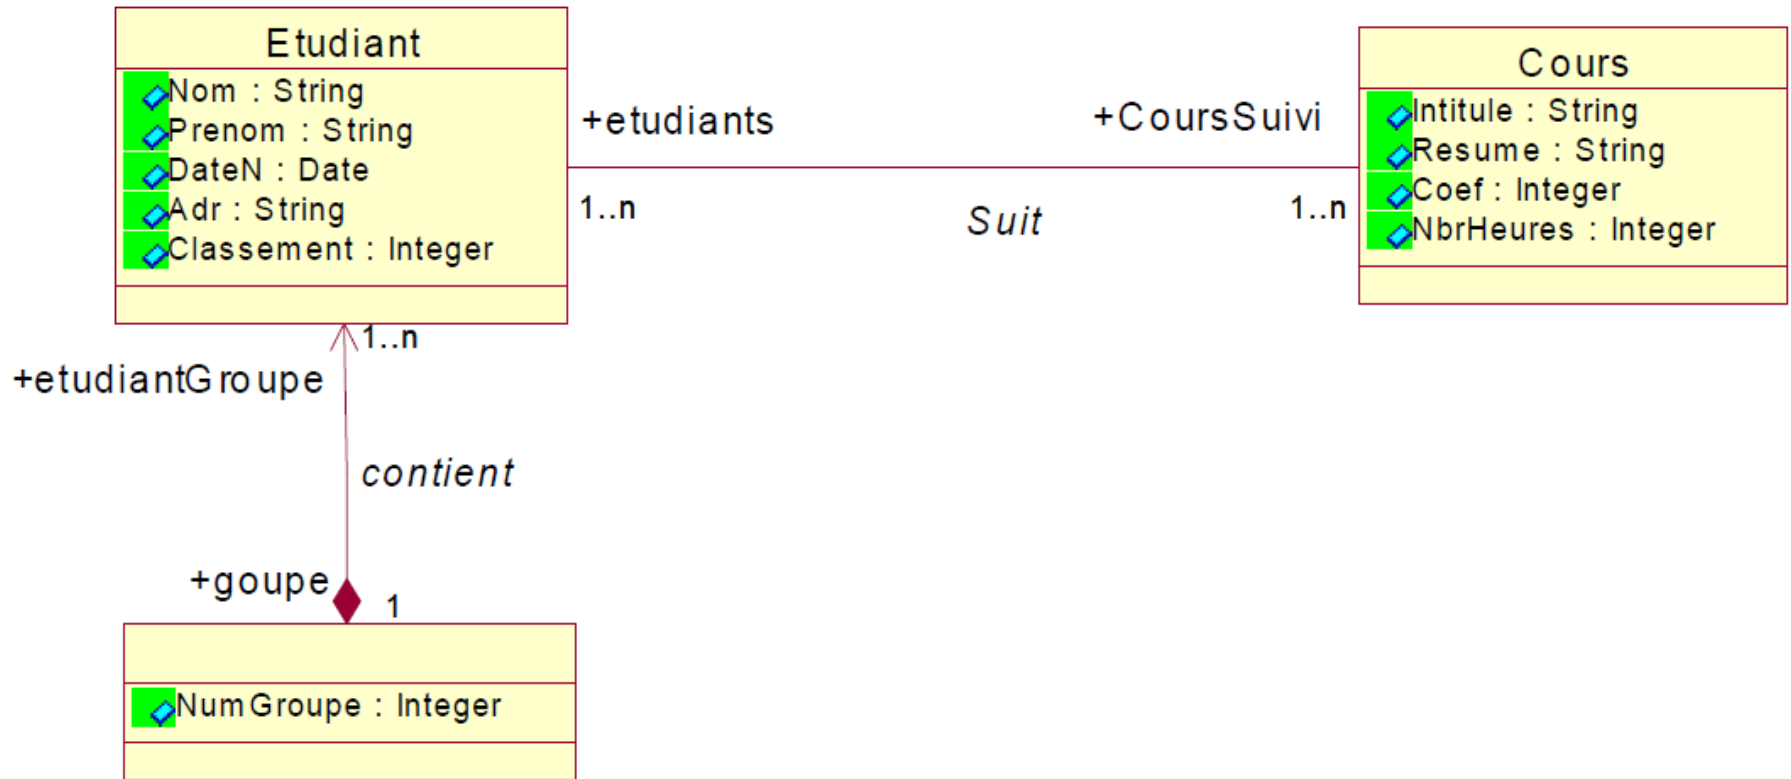 Etudiant
Nom : String
Prenom : String
DateN : Date
Adr : String
Classement : Integer
+etudiants
1..n
Suit
+CoursSuivi
1..n
Cours
Intitule : String
Resume : String
Coef : Integer
NbrHeures : Integer
1..n
+etudiantGroupe
contient
+goupe
1
NumGroupe : Integer